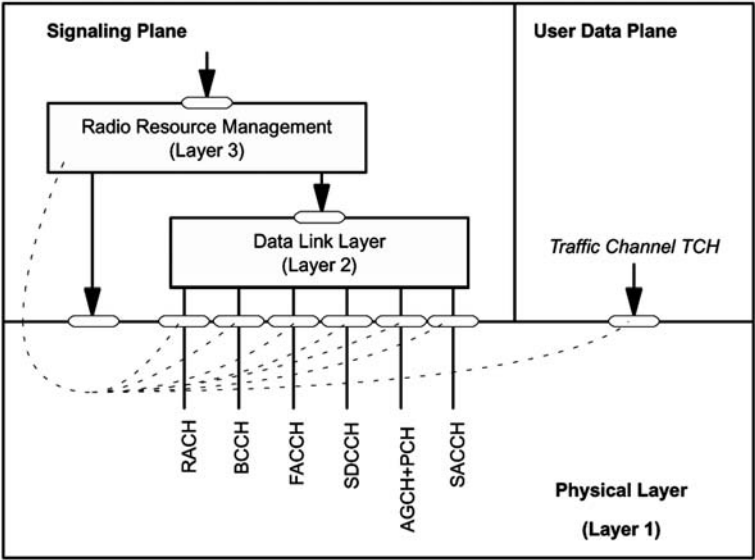 Signaling Plane
User Data Plane
Radio Resource Management
(Layer 3)
Data Link Layer
(Layer 2)
Traffic Channel TCH
RACH
BCCH
FACCH
SDCCH
AGCH+PCH
SACCH
Physical Layer
(Layer 1)